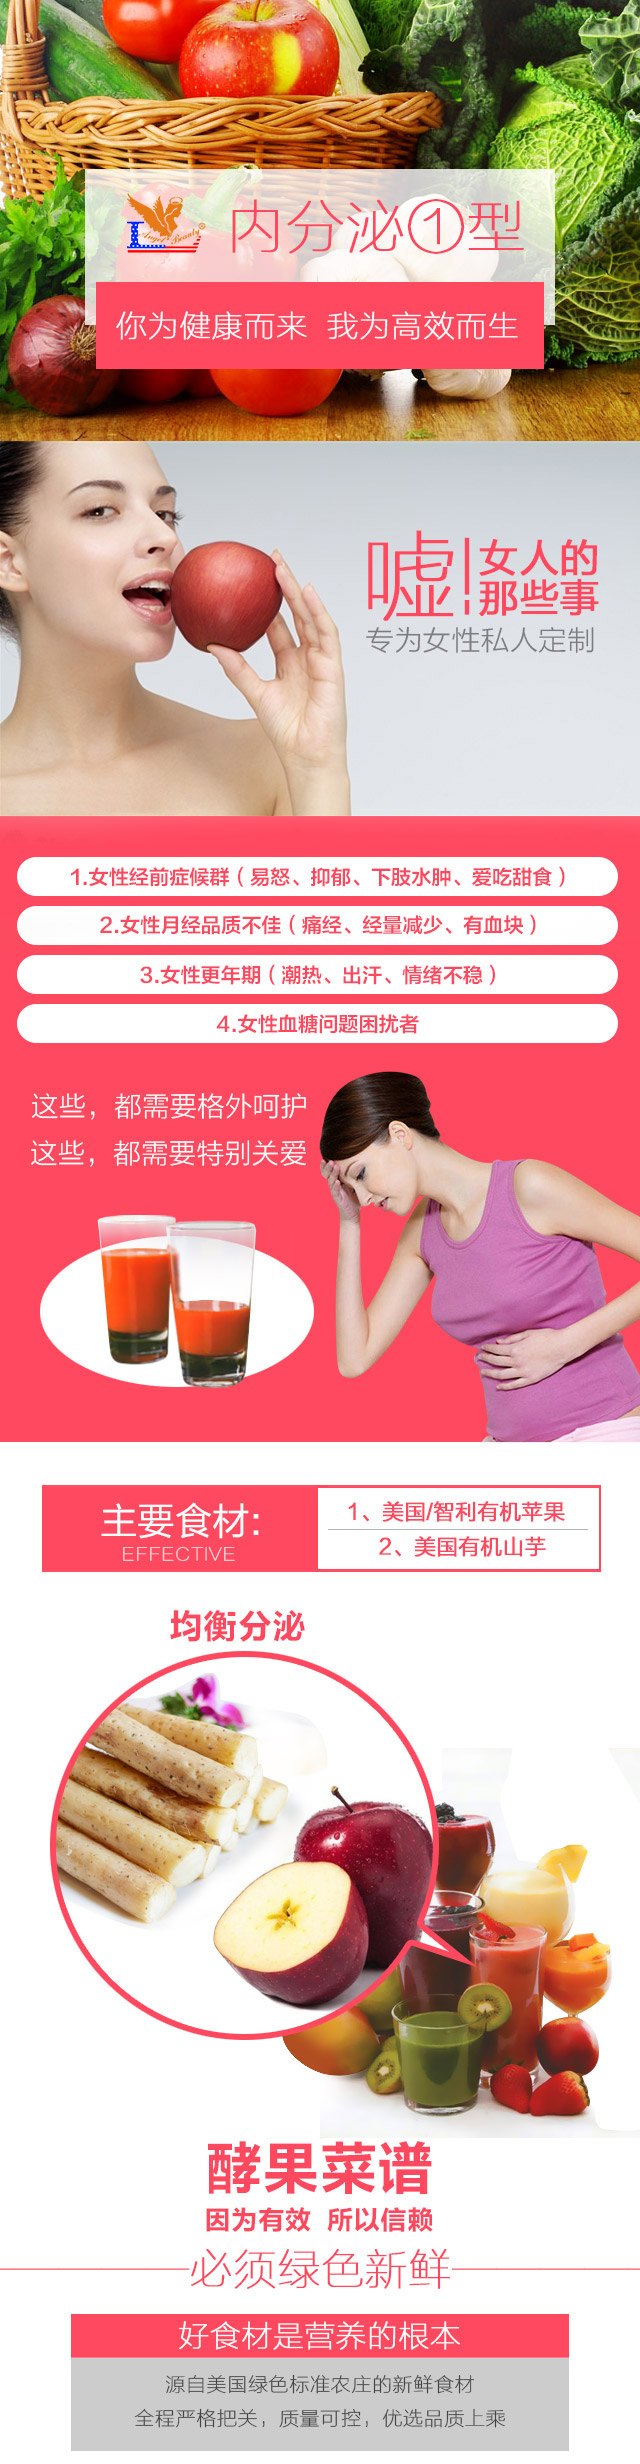 Angel's Beauty®
内分泌①型
你为健康而来 我为高效而生
嘘!
女人的
那些事
专为女性私人定制
1.女性经前症候群（易怒、抑郁、下肢水肿、爱吃甜食）
2.女性月经品质不佳（痛经、经量减少、有血块）
3.女性更年期（潮热、出汗、情绪不稳）
4.女性血糖问题困扰者
这些，都需要格外呵护
这些，都需要特别关爱
主要食材:
EFFECTIVE
1、美国/智利有机苹果
2、美国有机山芋
均衡分泌
酵果菜谱
因为有效 所以信赖
必须绿色新鲜
好食材是营养的根本
源自美国绿色标准农庄的新鲜食材
全程严格把关，质量可控，优选品质上乘